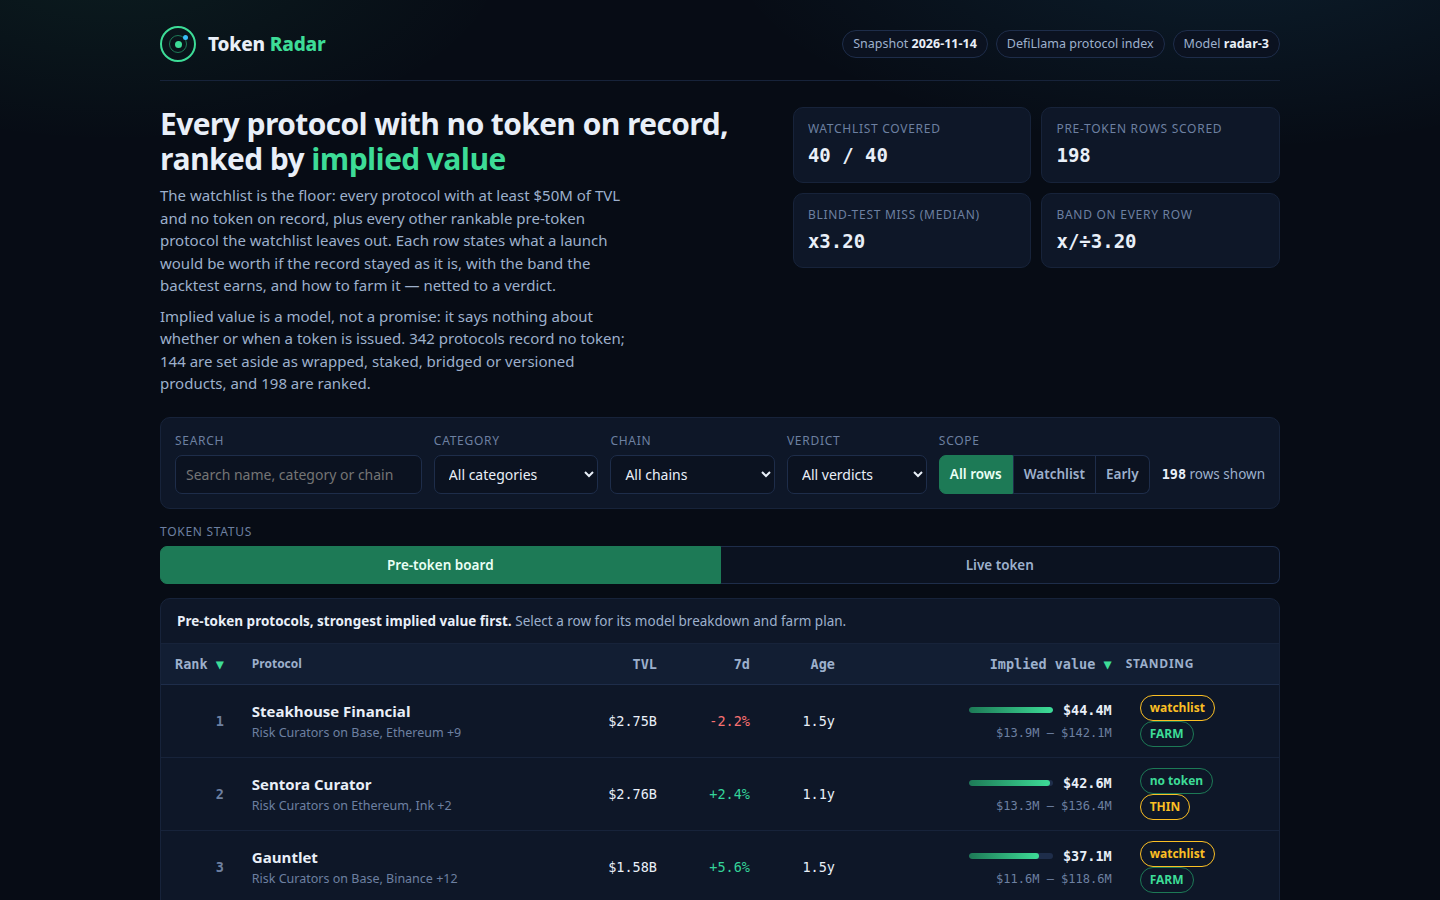 Token Radar
Snapshot 2026-11-14
DefiLlama protocol index
Model radar-3
Every protocol with no token on record,
ranked by implied value
The watchlist is the floor: every protocol with at least $50M of TVL
and no token on record, plus every other rankable pre-token
protocol the watchlist leaves out. Each row states what a launch
would be worth if the record stayed as it is, with the band the
backtest earns, and how to farm it — netted to a verdict.
Implied value is a model, not a promise: it says nothing about
whether or when a token is issued. 342 protocols record no token;
144 are set aside as wrapped, staked, bridged or versioned
products, and 198 are ranked.
WATCHLIST COVERED
40 / 40
PRE-TOKEN ROWS SCORED
198
BLIND-TEST MISS (MEDIAN)
x3.20
BAND ON EVERY ROW
x/÷3.20
SEARCH
Search name, category or chain
CATEGORY
All categories
CHAIN
All chains
VERDICT
All verdicts
SCOPE
All rows Watchlist Early
198 rows shown
TOKEN STATUS
Pre-token board
Live token
Pre-token protocols, strongest implied value first. Select a row for its model breakdown and farm plan.
Rank ▼ Protocol TVL 7d Age Implied value ▼ STANDING
1 Steakhouse Financial $2.75B -2.2% 1.5y $44.4M watchlist
Risk Curators on Base, Ethereum +9 $13.9M — $142.1M FARM
2 Sentora Curator $2.76B +2.4% 1.1y $42.6M no token
Risk Curators on Ethereum, Ink +2 $13.3M — $136.4M THIN
3 Gauntlet $1.58B +5.6% 1.5y $37.1M watchlist
Risk Curators on Base, Binance +12 $11.6M — $118.6M FARM